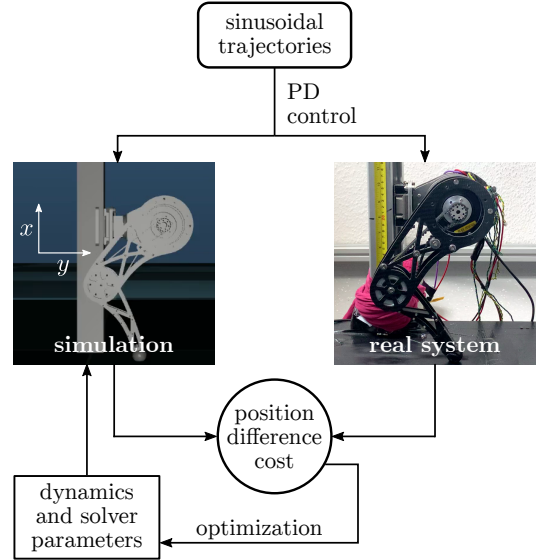 sinusoidal
trajectories
PD
control
x
y
simulation
real system
position
difference
cost
dynamics
and solver
parameters
optimization